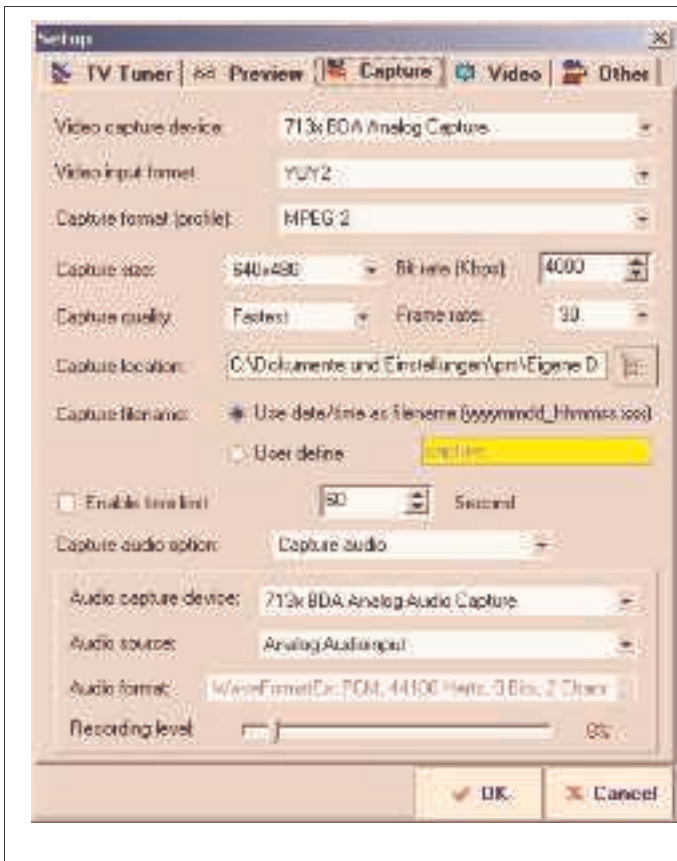 Setup
TV Tuner Preview Capture Video Other
Video capture device: 713x BDA Analog Capture
Video input format: YUY2
Capture format (profile): MPEG 2
Capture size: 640x480 Bit rate (Kbps) 4000
Capture quality: Fastest Frame rate: 30
Capture location: C:\Dokumente und Einstellungen\pm\Eigene D
Capture filename: Use date/time as filename (yyyymmdd_hhmmss.xxx)
User define capture
Enable time limit 60 Second
Capture audio option: Capture audio
Audio capture device: 713x BDA Analog Audio Capture
Audio source: Analog Audioinput
Audio format: WaveFormatEx: PCM, 44100 Hertz, 0 Bits, 2 Chann
Recording level 0%
OK Cancel